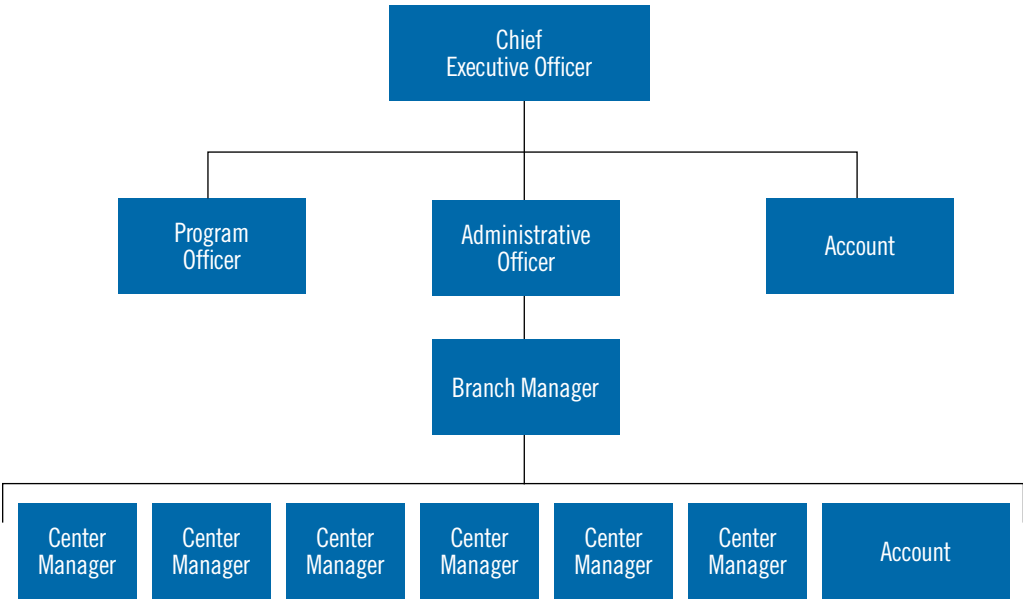 Chief
Executive Officer
Program
Officer
Administrative
Officer
Account
Branch Manager
Center
Manager
Center
Manager
Center
Manager
Center
Manager
Center
Manager
Center
Manager
Account